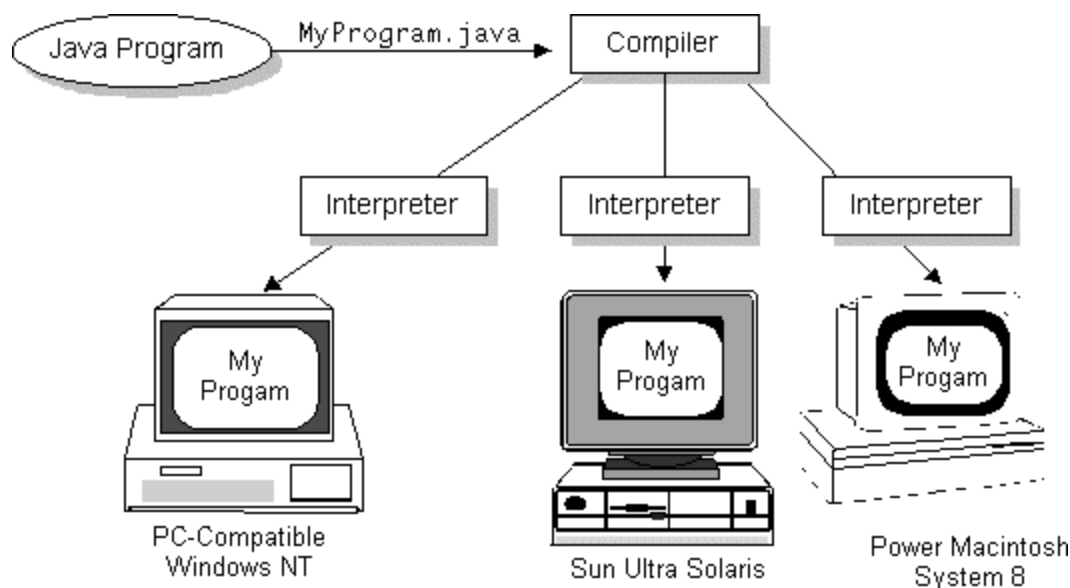 Java Program
MyProgram.java
Compiler
Interpreter
Interpreter
Interpreter
My
Progam
My
Progam
My
Progam
PC-Compatible
Windows NT
Sun Ultra Solaris
Power Macintosh
System 8